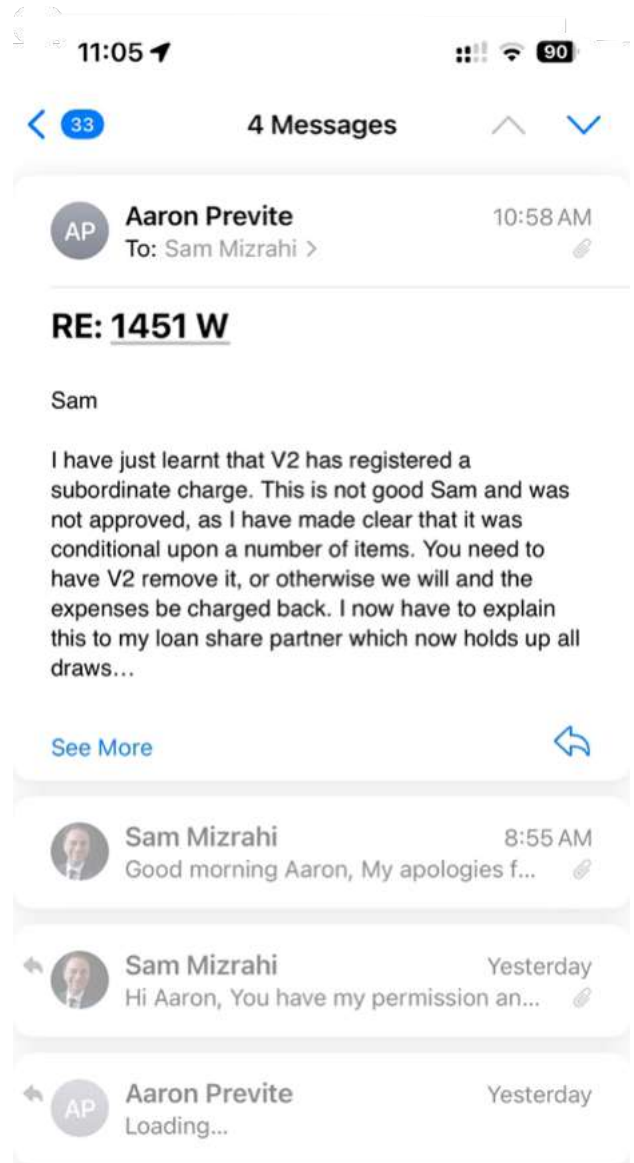 11:05
90
33
4 Messages
AP
Aaron Previte
10:58 AM
To: Sam Mizrahi >
RE: 1451 W
Sam
I have just learnt that V2 has registered a
subordinate charge. This is not good Sam and was
not approved, as I have made clear that it was
conditional upon a number of items. You need to
have V2 remove it, or otherwise we will and the
expenses be charged back. I now have to explain
this to my loan share partner which now holds up all
draws...
See More
Sam Mizrahi
8:55 AM
Good morning Aaron, My apologies f...
Sam Mizrahi
Yesterday
Hi Aaron, You have my permission an...
AP
Aaron Previte
Yesterday
Loading...